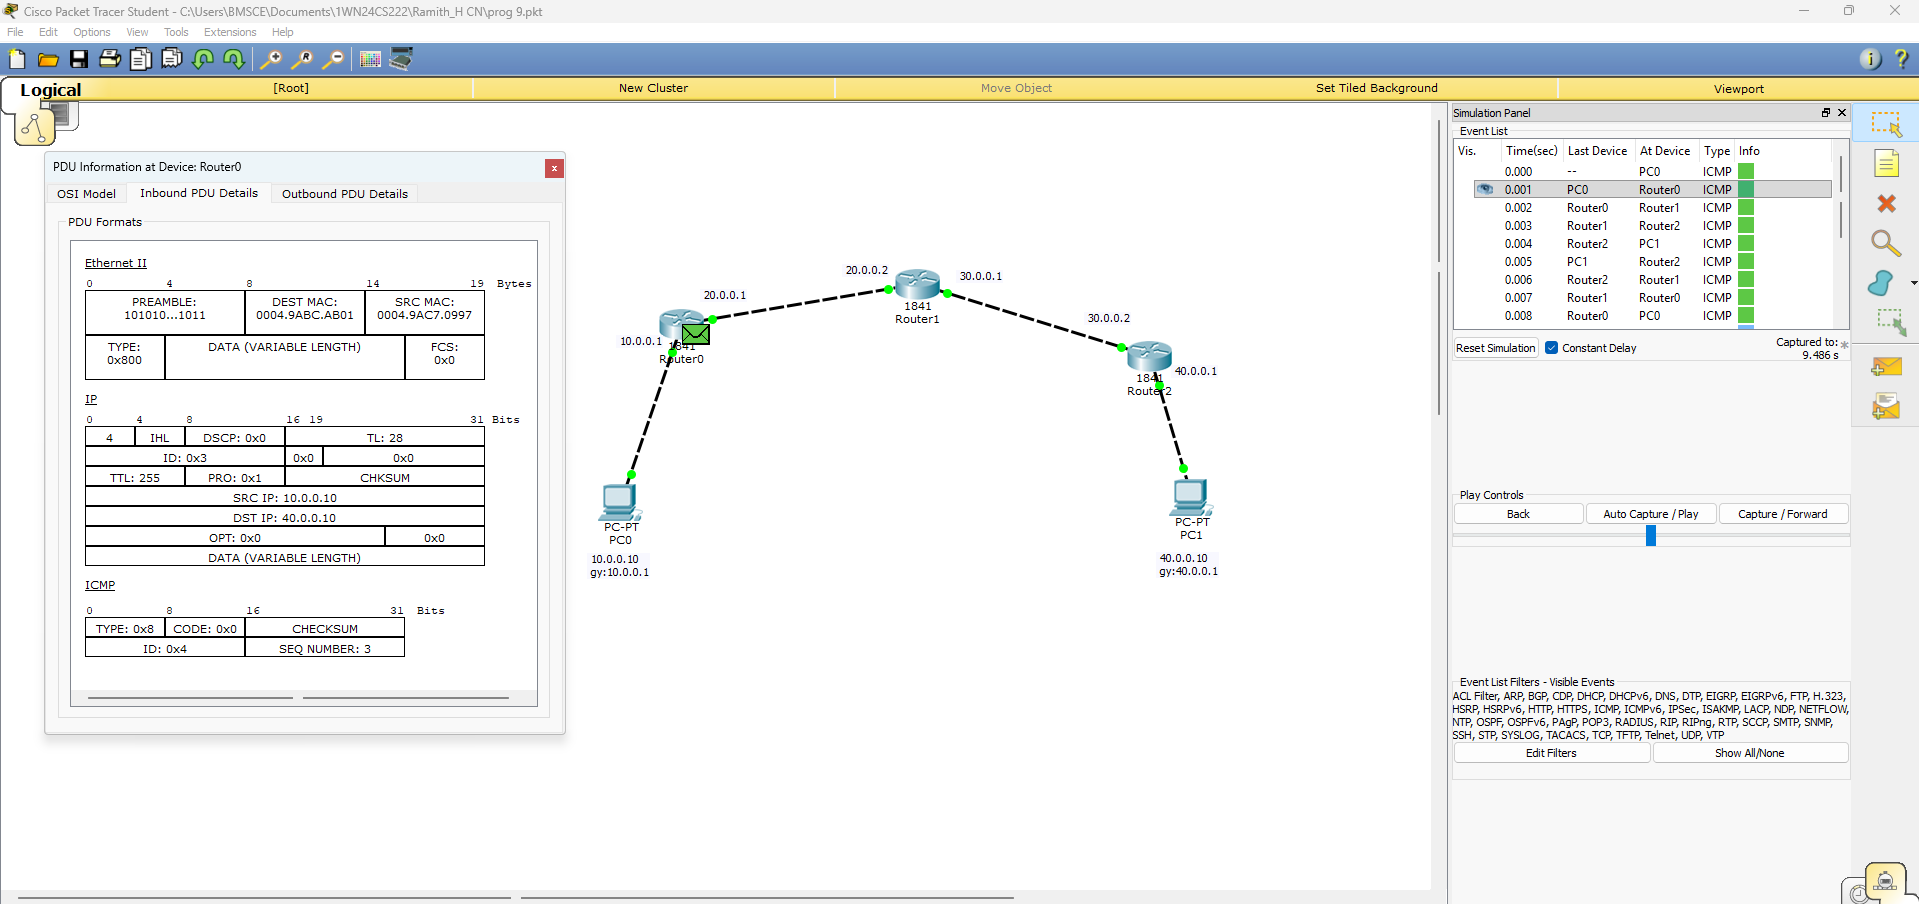 Cisco Packet Tracer Student - C:\Users\BMSCE\Documents\1WN24CS222\Ramith_H CN\prog 9.pkt
File Edit Options View Tools Extensions Help
Logical [Root] New Cluster Move Object Set Tiled Background Viewport
PDU Information at Device: Router0
OSI Model Inbound PDU Details Outbound PDU Details
PDU Formats
Ethernet II
0 4 8 14 19 Bytes
PREAMBLE: 101010...1011 DEST MAC: 0004.9ABC.AB01 SRC MAC: 0004.9AC7.0997
TYPE: 0x800 DATA (VARIABLE LENGTH) FCS: 0x0
IP
0 4 8 16 19 31 Bits
4 IHL DSCP: 0x0 TL: 28
ID: 0x3 0x0 0x0
TTL: 255 PRO: 0x1 CHKSUM
SRC IP: 10.0.0.10
DST IP: 40.0.0.10
OPT: 0x0 0x0
DATA (VARIABLE LENGTH)
ICMP
0 8 16 31 Bits
TYPE: 0x8 CODE: 0x0 CHECKSUM
ID: 0x4 SEQ NUMBER: 3
10.0.0.1
20.0.0.1
1841
Router0
20.0.0.2
30.0.0.1
1841
Router1
30.0.0.2
40.0.0.1
1841
Router2
PC-PT
PC0
10.0.0.10
gy:10.0.0.1
PC-PT
PC1
40.0.0.10
gy:40.0.0.1
Simulation Panel
Event List
Vis. Time(sec) Last Device At Device Type Info
0.000 -- PC0 ICMP
0.001 PC0 Router0 ICMP
0.002 Router0 Router1 ICMP
0.003 Router1 Router2 ICMP
0.004 Router2 PC1 ICMP
0.005 PC1 Router2 ICMP
0.006 Router2 Router1 ICMP
0.007 Router1 Router0 ICMP
0.008 Router0 PC0 ICMP
Reset Simulation Constant Delay Captured to: *
9.486 s
Play Controls
Back Auto Capture / Play Capture / Forward
Event List Filters - Visible Events
ACL Filter, ARP, BGP, CDP, DHCP, DHCPv6, DNS, DTP, EIGRP, EIGRPv6, FTP, H.323,
HSRP, HSRPv6, HTTP, HTTPS, ICMP, ICMPv6, IPSec, ISAKMP, LACP, NDP, NETFLOW,
NTP, OSPF, OSPFv6, PAgP, POP3, RADIUS, RIP, RIPng, RTP, SCCP, SMTP, SNMP,
SSH, STP, SYSLOG, TACACS, TCP, TFTP, Telnet, UDP, VTP
Edit Filters Show All/None